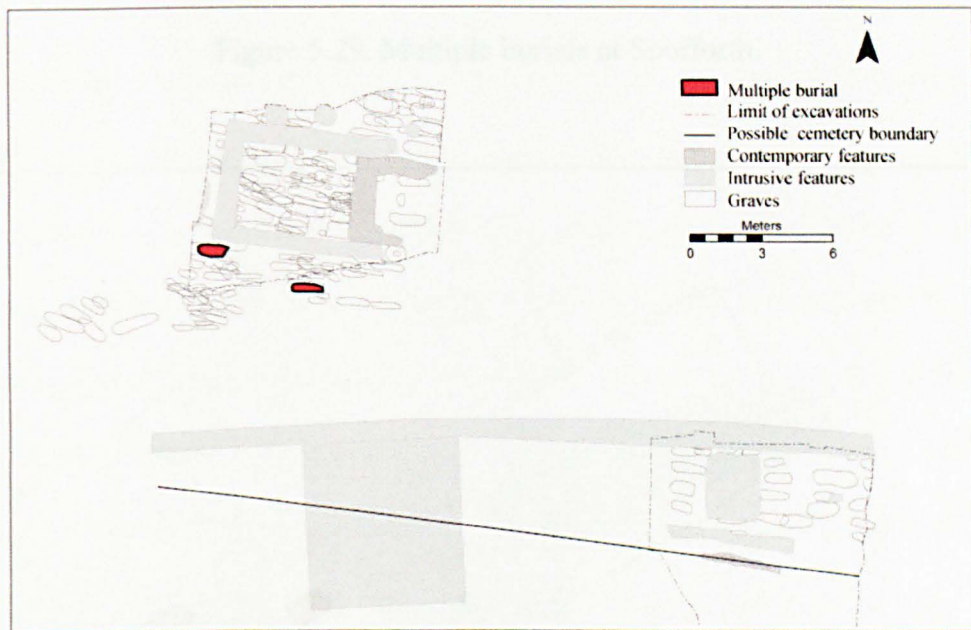 N
Multiple burial
Limit of excavations
Possible cemetery boundary
Contemporary features
Intrusive features
Graves
Meters
0 3 6